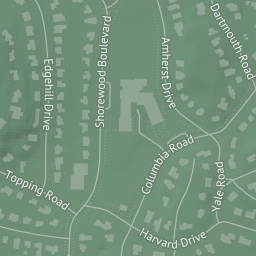 Dartmouth Road
Amherst Drive
Shorewood Boulevard
Edgehill Drive
Columbia Road
Yale Road
Topping Road
Harvard Drive